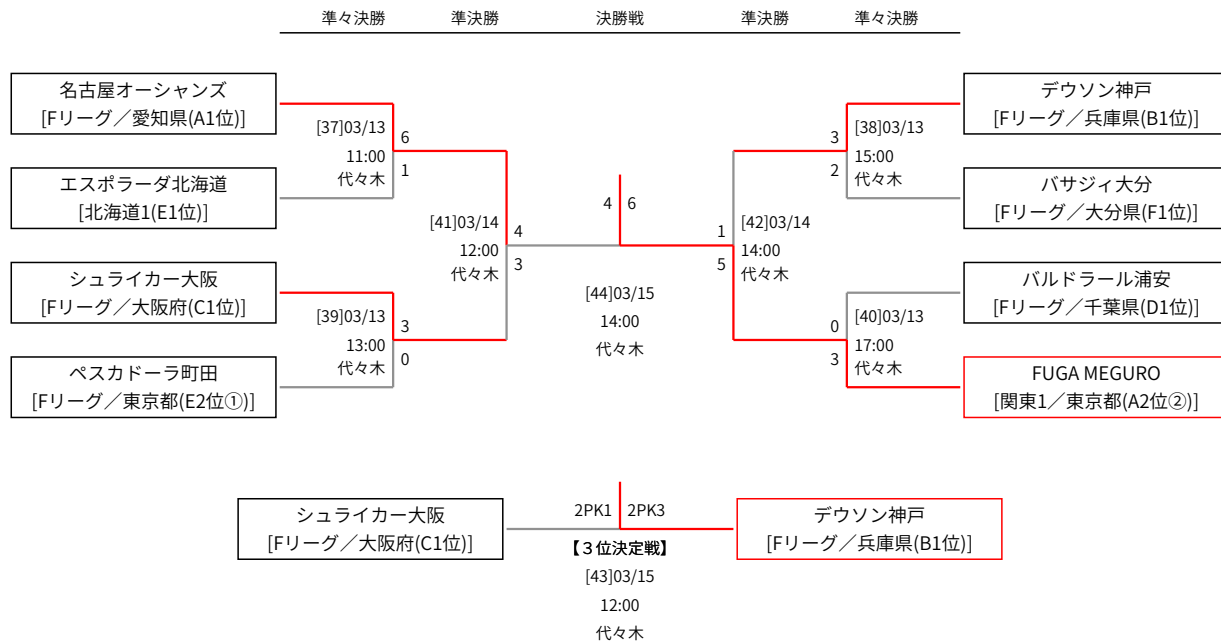 準々決勝 準決勝 決勝戦 準決勝 準々決勝
名古屋オーシャンズ
[Fリーグ／愛知県(A1位)]
エスポラーダ北海道
[北海道1(E1位)]
シュライカー大阪
[Fリーグ／大阪府(C1位)]
ペスカドーラ町田
[Fリーグ／東京都(E2位①)]
[37]03/13
11:00
代々木
6
1
[39]03/13
13:00
代々木
3
0
[41]03/14
12:00
代々木
4
3
4 6
[44]03/15
14:00
代々木
1
5
[42]03/14
14:00
代々木
3
2
[38]03/13
15:00
代々木
0
3
[40]03/13
17:00
代々木
デウソン神戸
[Fリーグ／兵庫県(B1位)]
バサジィ大分
[Fリーグ／大分県(F1位)]
バルドラール浦安
[Fリーグ／千葉県(D1位)]
FUGA MEGURO
[関東1／東京都(A2位②)]
シュライカー大阪
[Fリーグ／大阪府(C1位)]
2PK1 2PK3
デウソン神戸
[Fリーグ／兵庫県(B1位)]
【３位決定戦】
[43]03/15
12:00
代々木